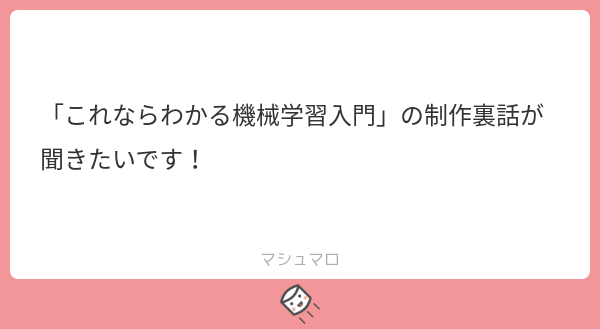 「これならわかる機械学習入門」の制作裏話が
聞きたいです！
マシュマロ